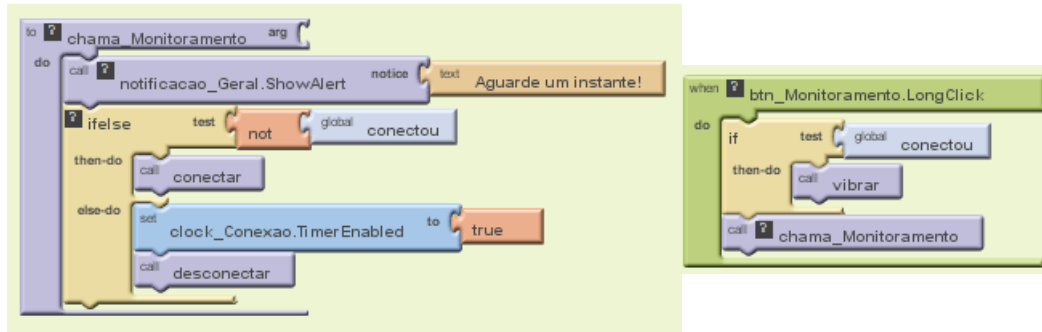 to ? chama_Monitoramento arg
do
call ? notificacao_Geral.ShowAlert notice text Aguarde um instante!
? ifelse test not global conectou
then-do call conectar
else-do set clock_Conexao.TimerEnabled to true
call desconectar
when ? btn_Monitoramento.LongClick
do if test global conectou
then-do call vibrar
call ? chama_Monitoramento